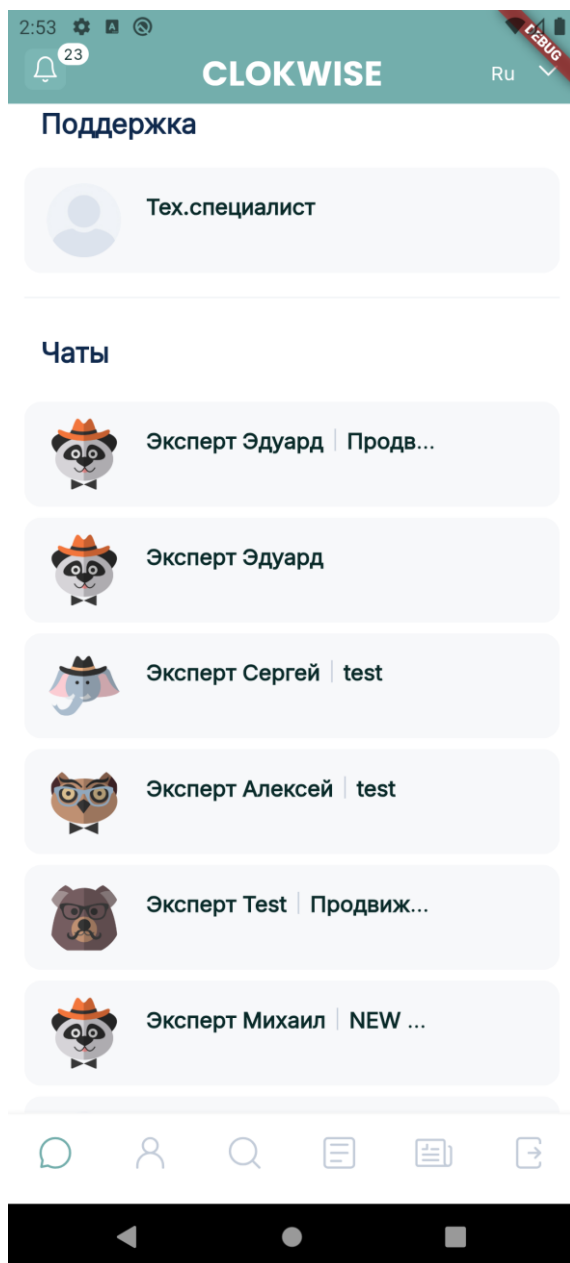 2:53
DEBUG
23
CLOKWISE
Ru
Поддержка
Тех.специалист
Чаты
Эксперт Эдуард | Продв...
Эксперт Эдуард
Эксперт Сергей | test
Эксперт Алексей | test
Эксперт Test | Продвиж...
Эксперт Михаил | NEW ...